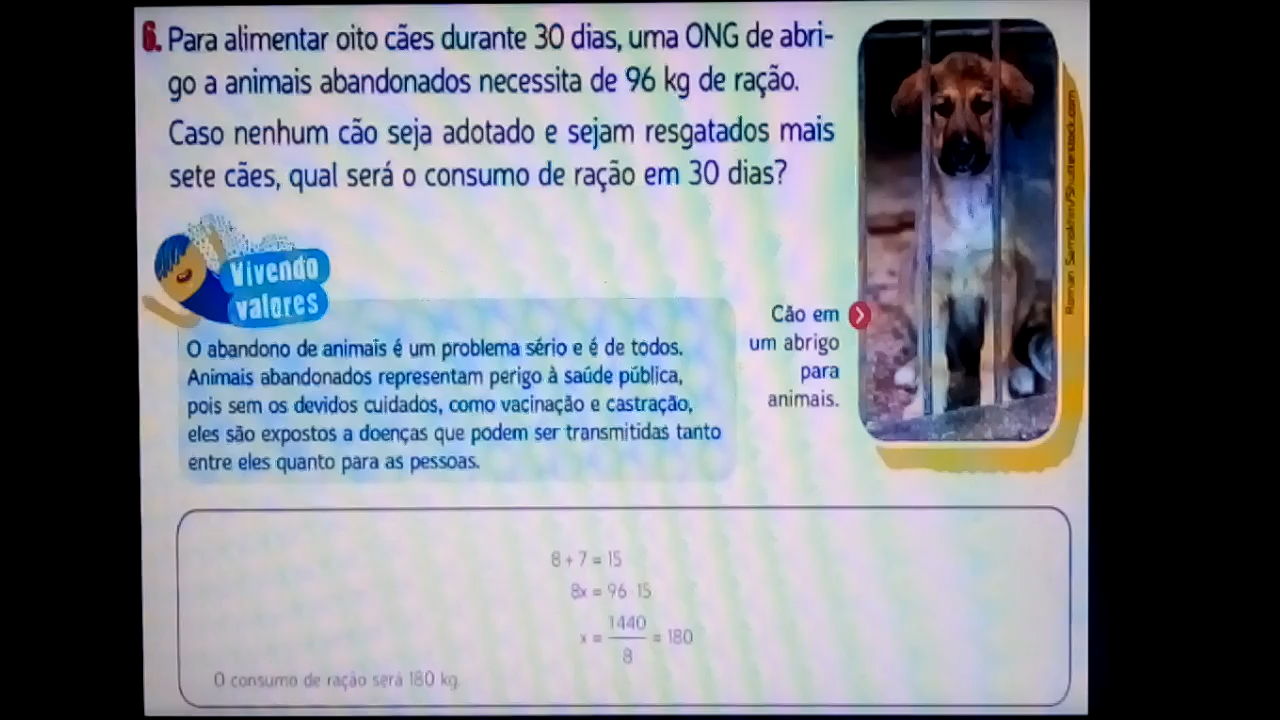 6. Para alimentar oito cães durante 30 dias, uma ONG de abri-
go a animais abandonados necessita de 96 kg de ração.
Caso nenhum cão seja adotado e sejam resgatados mais
sete cães, qual será o consumo de ração em 30 dias?
Vivendo
valores
O abandono de animais é um problema sério e é de todos.
Animais abandonados representam perigo à saúde pública,
pois sem os devidos cuidados, como vacinação e castração,
eles são expostos a doenças que podem ser transmitidas tanto
entre eles quanto para as pessoas.
Cão em
um abrigo
para
animais.
Roman Samokhin/Shutterstock.com
8 + 7 = 15
8x = 96 15
x = 1440/8 = 180
O consumo de ração será 180 kg.